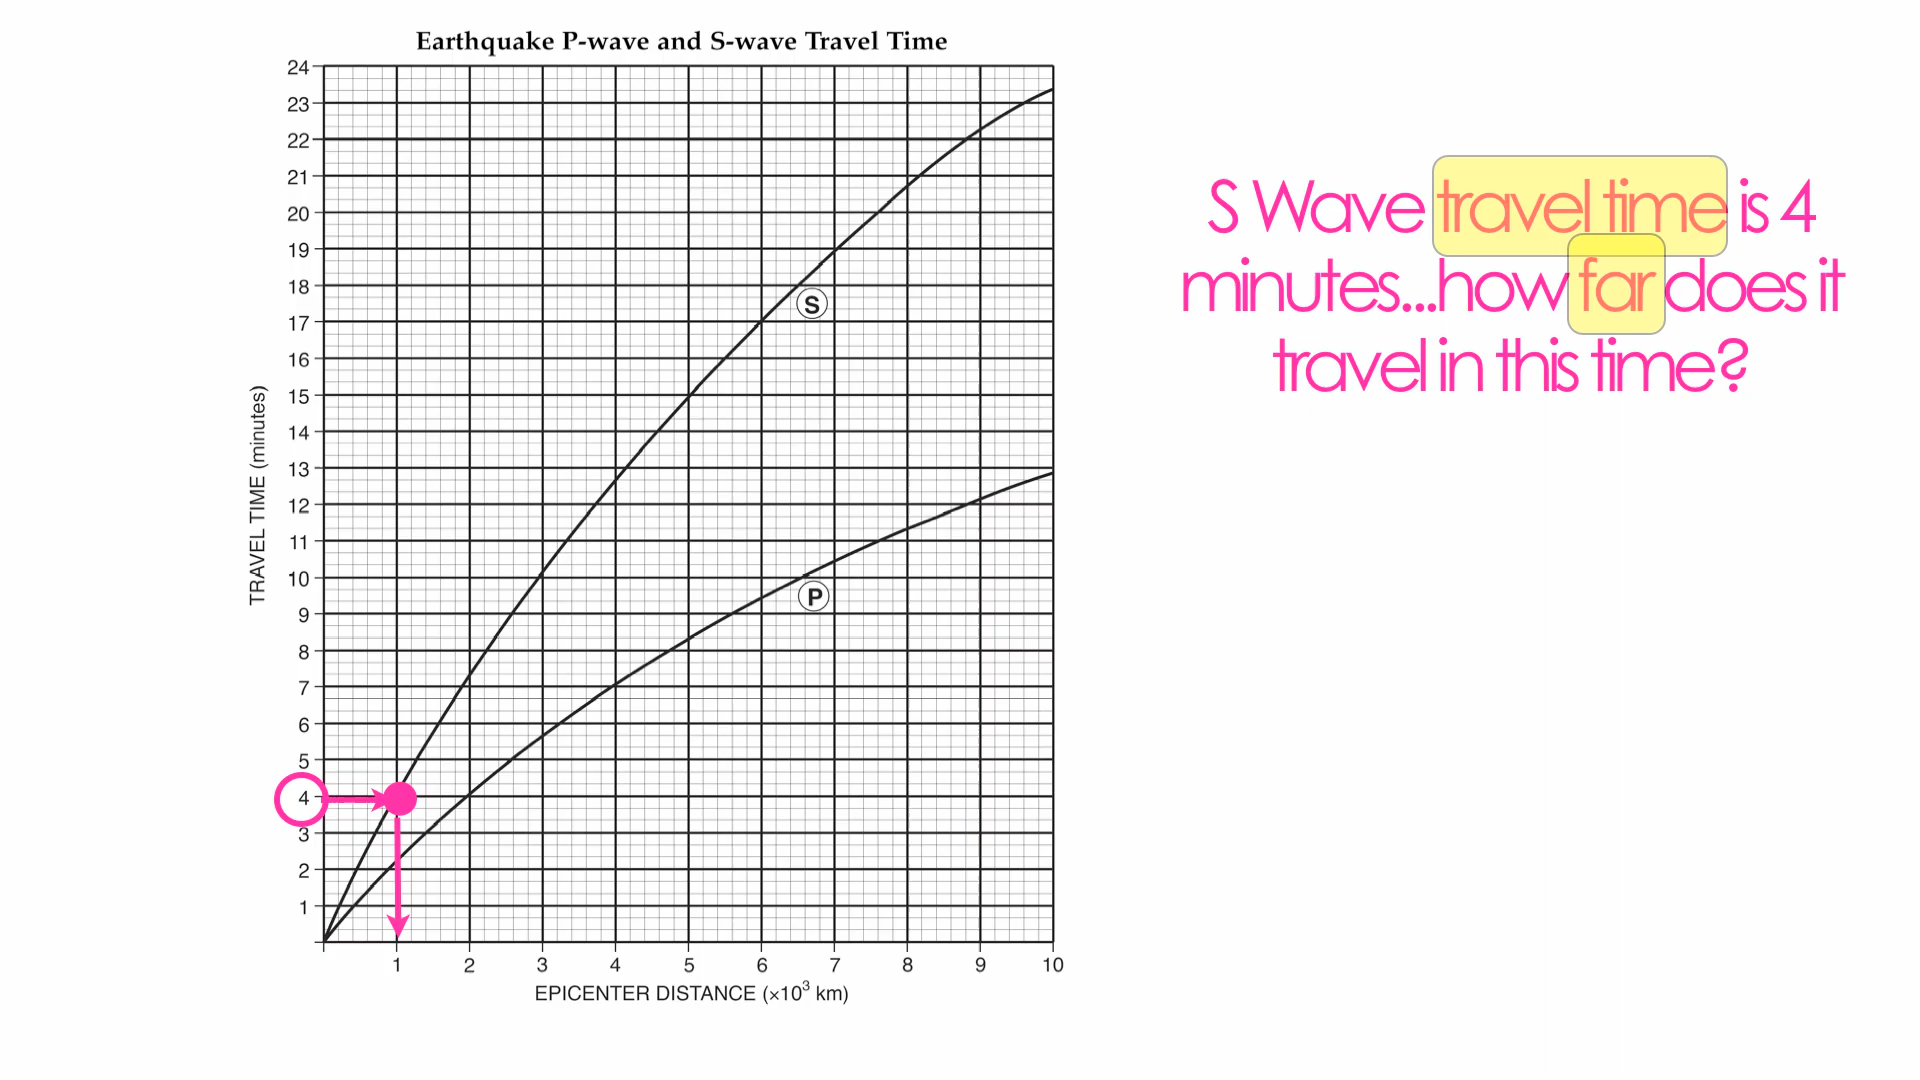 Earthquake P-wave and S-wave Travel Time
24
23
22
21
20
19
18
17
16
15
14
13
12
11
10
9
8
7
6
5
4
3
2
1
TRAVEL TIME (minutes)
S
P
1 2 3 4 5 6 7 8 9 10
EPICENTER DISTANCE (×10³ km)
S Wave travel time is 4
minutes...how far does it
travel in this time?